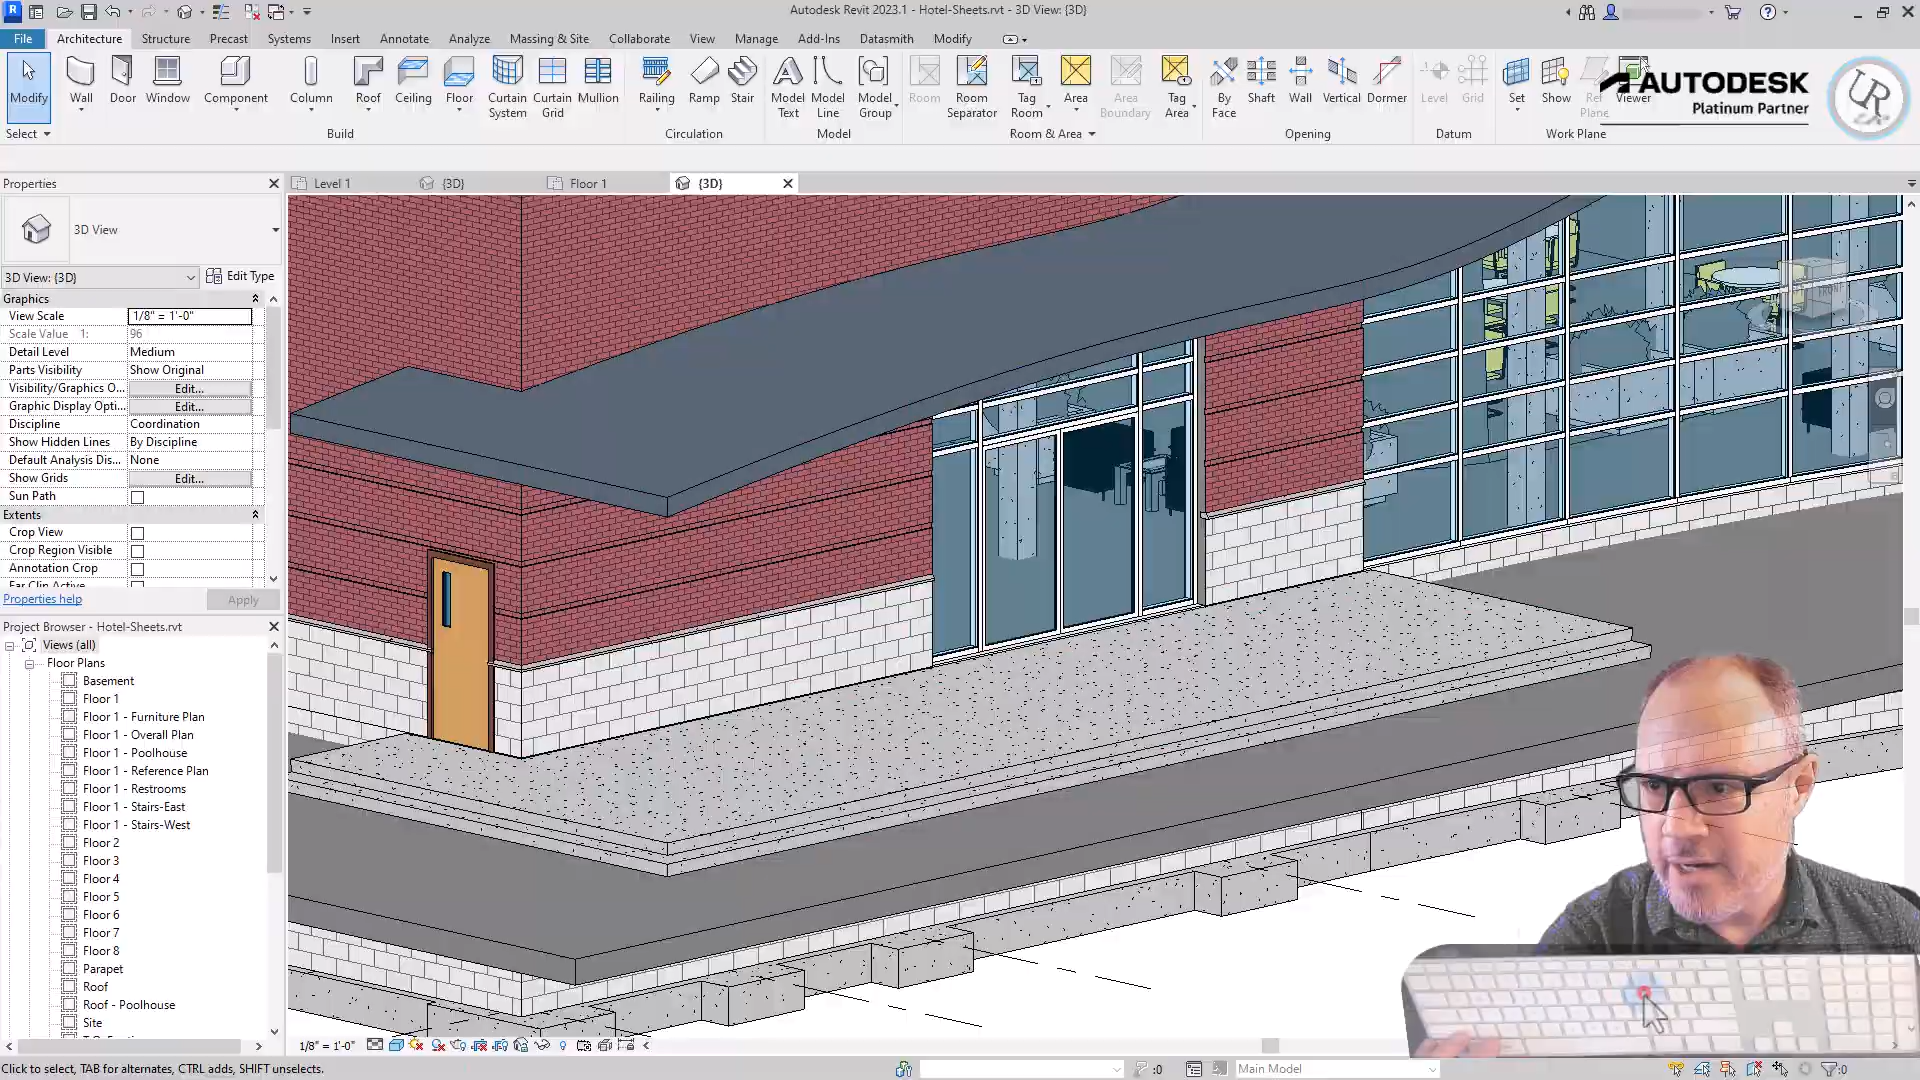 Autodesk Revit 2023.1 - Hotel-Sheets.rvt - 3D View: {3D}
File Architecture Structure Precast Systems Insert Annotate Analyze Massing & Site Collaborate View Manage Add-Ins Datasmith Modify
Modify Wall Door Window Component Column Roof Ceiling Floor Curtain System Curtain Grid Mullion Railing Ramp Stair Model Text Model Line Model Group Room Room Separator Tag Room Area Area Boundary Tag Area By Face Shaft Wall Vertical Dormer Level Grid Set Show Ref Plane Viewer
AUTODESK
Platinum Partner
UR
Select Build Circulation Model Room & Area Opening Datum Work Plane
Properties
Level 1 {3D} Floor 1 {3D}
3D View
3D View: {3D} Edit Type
Graphics
View Scale 1/8" = 1'-0"
Scale Value 1: 96
Detail Level Medium
Parts Visibility Show Original
Visibility/Graphics O... Edit...
Graphic Display Opti... Edit...
Discipline Coordination
Show Hidden Lines By Discipline
Default Analysis Dis... None
Show Grids Edit...
Sun Path
Extents
Crop View
Crop Region Visible
Annotation Crop
Far Clip Active
Properties help Apply
Project Browser - Hotel-Sheets.rvt
Views (all)
Floor Plans
Basement
Floor 1
Floor 1 - Furniture Plan
Floor 1 - Overall Plan
Floor 1 - Poolhouse
Floor 1 - Reference Plan
Floor 1 - Restrooms
Floor 1 - Stairs-East
Floor 1 - Stairs-West
Floor 2
Floor 3
Floor 4
Floor 5
Floor 6
Floor 7
Floor 8
Parapet
Roof
Roof - Poolhouse
Site
1/8" = 1'-0"
Click to select, TAB for alternates, CTRL adds, SHIFT unselects.
:0
Main Model
:0